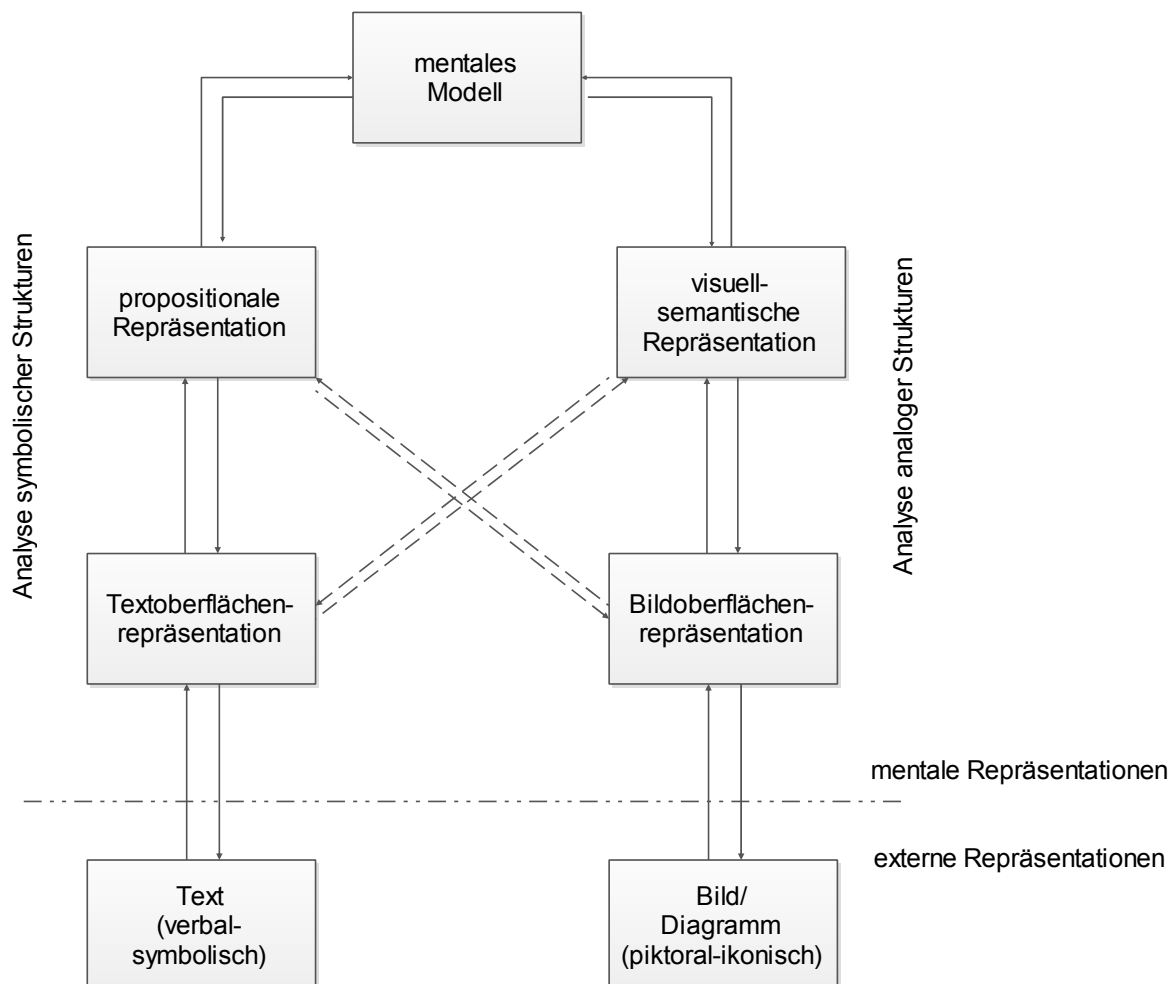 mentales
Modell
Analyse symbolischer Strukturen
propositionale
Repräsentation
visuell-
semantische
Repräsentation
Analyse analoger Strukturen
Textoberflächen-
repräsentation
Bildoberflächen-
repräsentation
mentale Repräsentationen
externe Repräsentationen
Text
(verbal-
symbolisch)
Bild/
Diagramm
(piktoral-ikonisch)